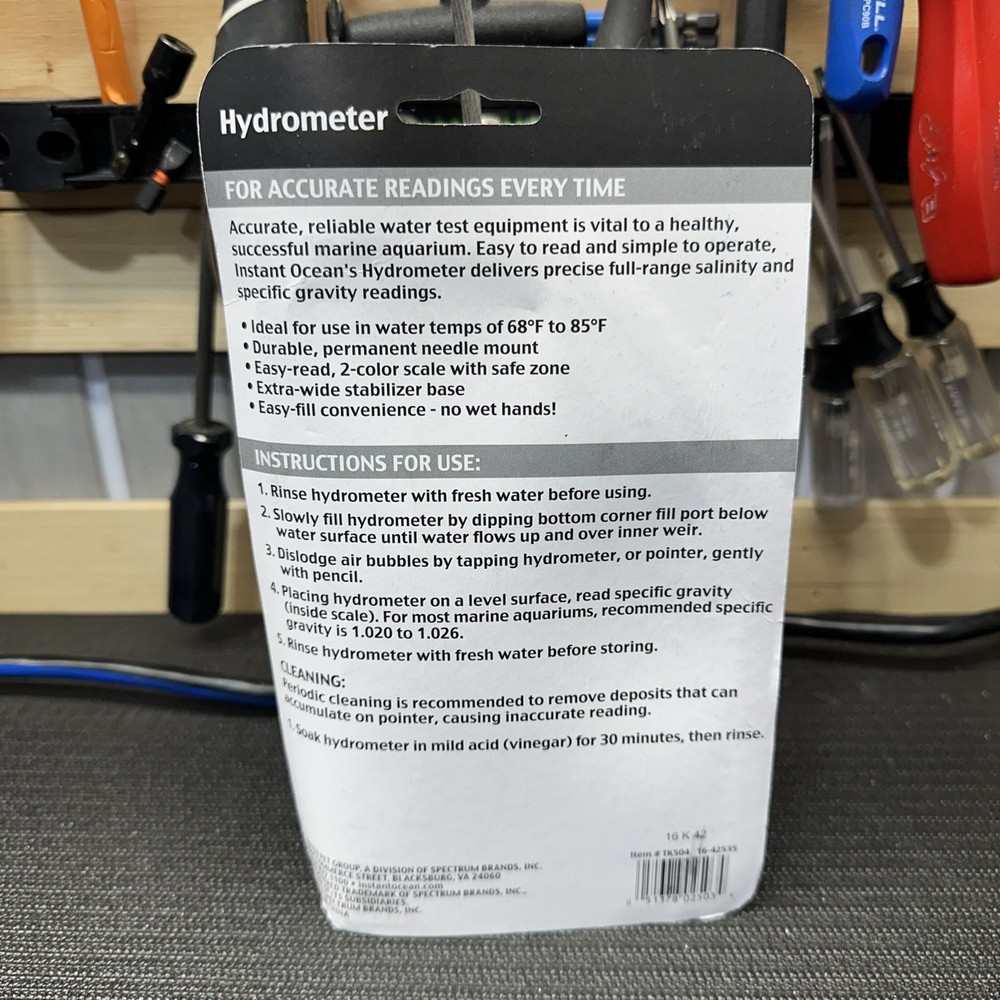 Hydrometer
FOR ACCURATE READINGS EVERY TIME
Accurate, reliable water test equipment is vital to a healthy,
successful marine aquarium. Easy to read and simple to operate,
Instant Ocean's Hydrometer delivers precise full-range salinity and
specific gravity readings.
• Ideal for use in water temps of 68°F to 85°F
• Durable, permanent needle mount
• Easy-read, 2-color scale with safe zone
• Extra-wide stabilizer base
• Easy-fill convenience - no wet hands!
INSTRUCTIONS FOR USE:
1. Rinse hydrometer with fresh water before using.
2. Slowly fill hydrometer by dipping bottom corner fill port below
water surface until water flows up and over inner weir.
3. Dislodge air bubbles by tapping hydrometer, or pointer, gently
with pencil.
4. Placing hydrometer on a level surface, read specific gravity
(inside scale). For most marine aquariums, recommended specific
gravity is 1.020 to 1.026.
5. Rinse hydrometer with fresh water before storing.
CLEANING:
Periodic cleaning is recommended to remove deposits that can
accumulate on pointer, causing inaccurate reading.
1. Soak hydrometer in mild acid (vinegar) for 30 minutes, then rinse.
16 K 42
Item # TK504 16-42535
GROUP, A DIVISION OF SPECTRUM BRANDS, INC.
STREET, BLACKSBURG, VA 24060
• instantocean.com
TRADEMARK OF SPECTRUM BRANDS, INC.,
SUBSIDIARIES.
BRANDS, INC.
PC90B